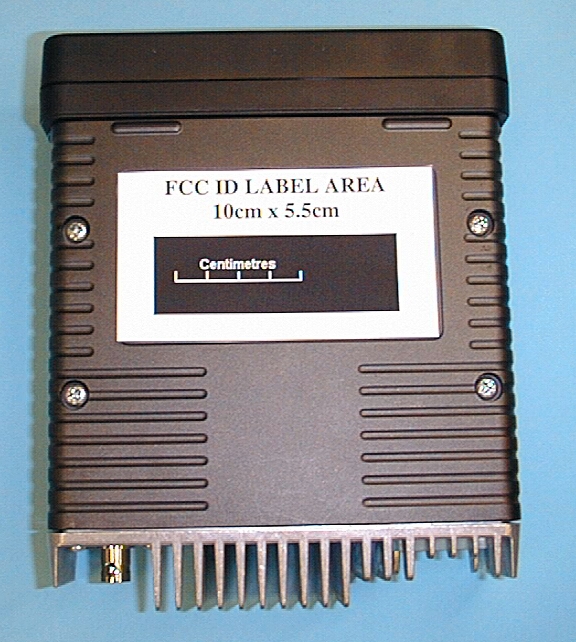 FCC ID LABEL AREA
10cm x 5.5cm
Centimetres